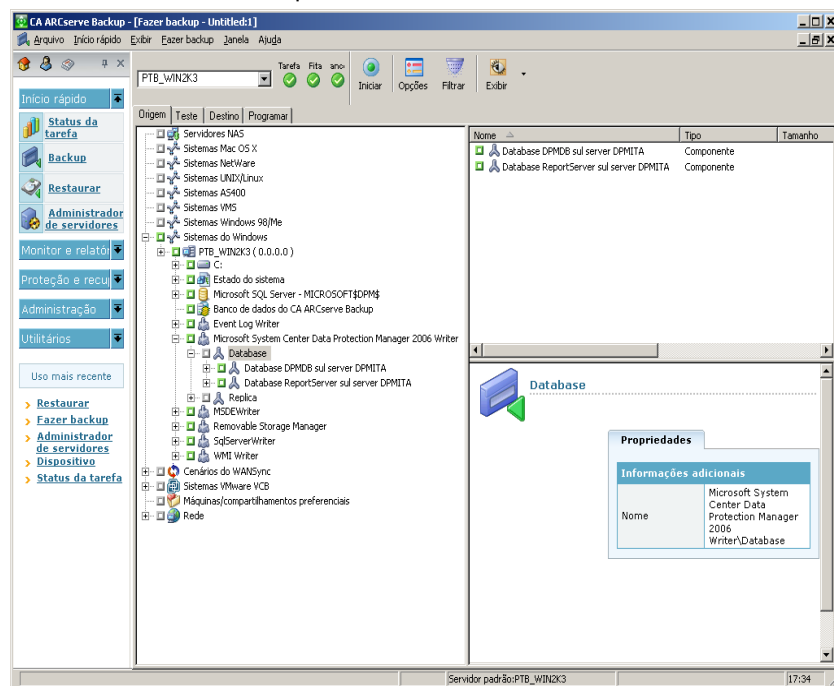 CA ARCserve Backup - [Fazer backup - Untitled:1]
Arquivo Início rápido Exibir Fazer backup Janela Ajuda
PTB_WIN2K3
Tarefa Fita
Iniciar Opções Filtrar Exibir
Origem Teste Destino Programar
Início rápido
Status da
tarefa
Backup
Restaurar
Administrador
de servidores
Monitor e relatór
Proteção e recu
Administração
Utilitários
Uso mais recente
Restaurar
Fazer backup
Administrador
de servidores
Dispositivo
Status da tarefa
Servidores NAS
Sistemas Mac OS X
Sistemas NetWare
Sistemas UNIX/Linux
Sistemas AS400
Sistemas VMS
Sistemas Windows 98/Me
Sistemas do Windows
PTB_WIN2K3 ( 0.0.0.0 )
C:
Estado do sistema
Microsoft SQL Server - MICROSOFT$DPM$
Banco de dados do CA ARCserve Backup
Event Log Writer
Microsoft System Center Data Protection Manager 2006 Writer
Database
Database DPMDB sul server DPMITA
Database ReportServer sul server DPMITA
Replica
MSDEWriter
Removable Storage Manager
SqlServerWriter
WMI Writer
Cenários do WANSync
Sistemas VMware VCB
Máquinas/compartilhamentos preferenciais
Rede
Nome Tipo Tamanho
Database DPMDB sul server DPMITA Componente
Database ReportServer sul server DPMITA Componente
Database
Propriedades
Informações adicionais
Nome
Microsoft System
Center Data
Protection Manager
2006
Writer\Database
Servidor padrão:PTB_WIN2K3
17:34